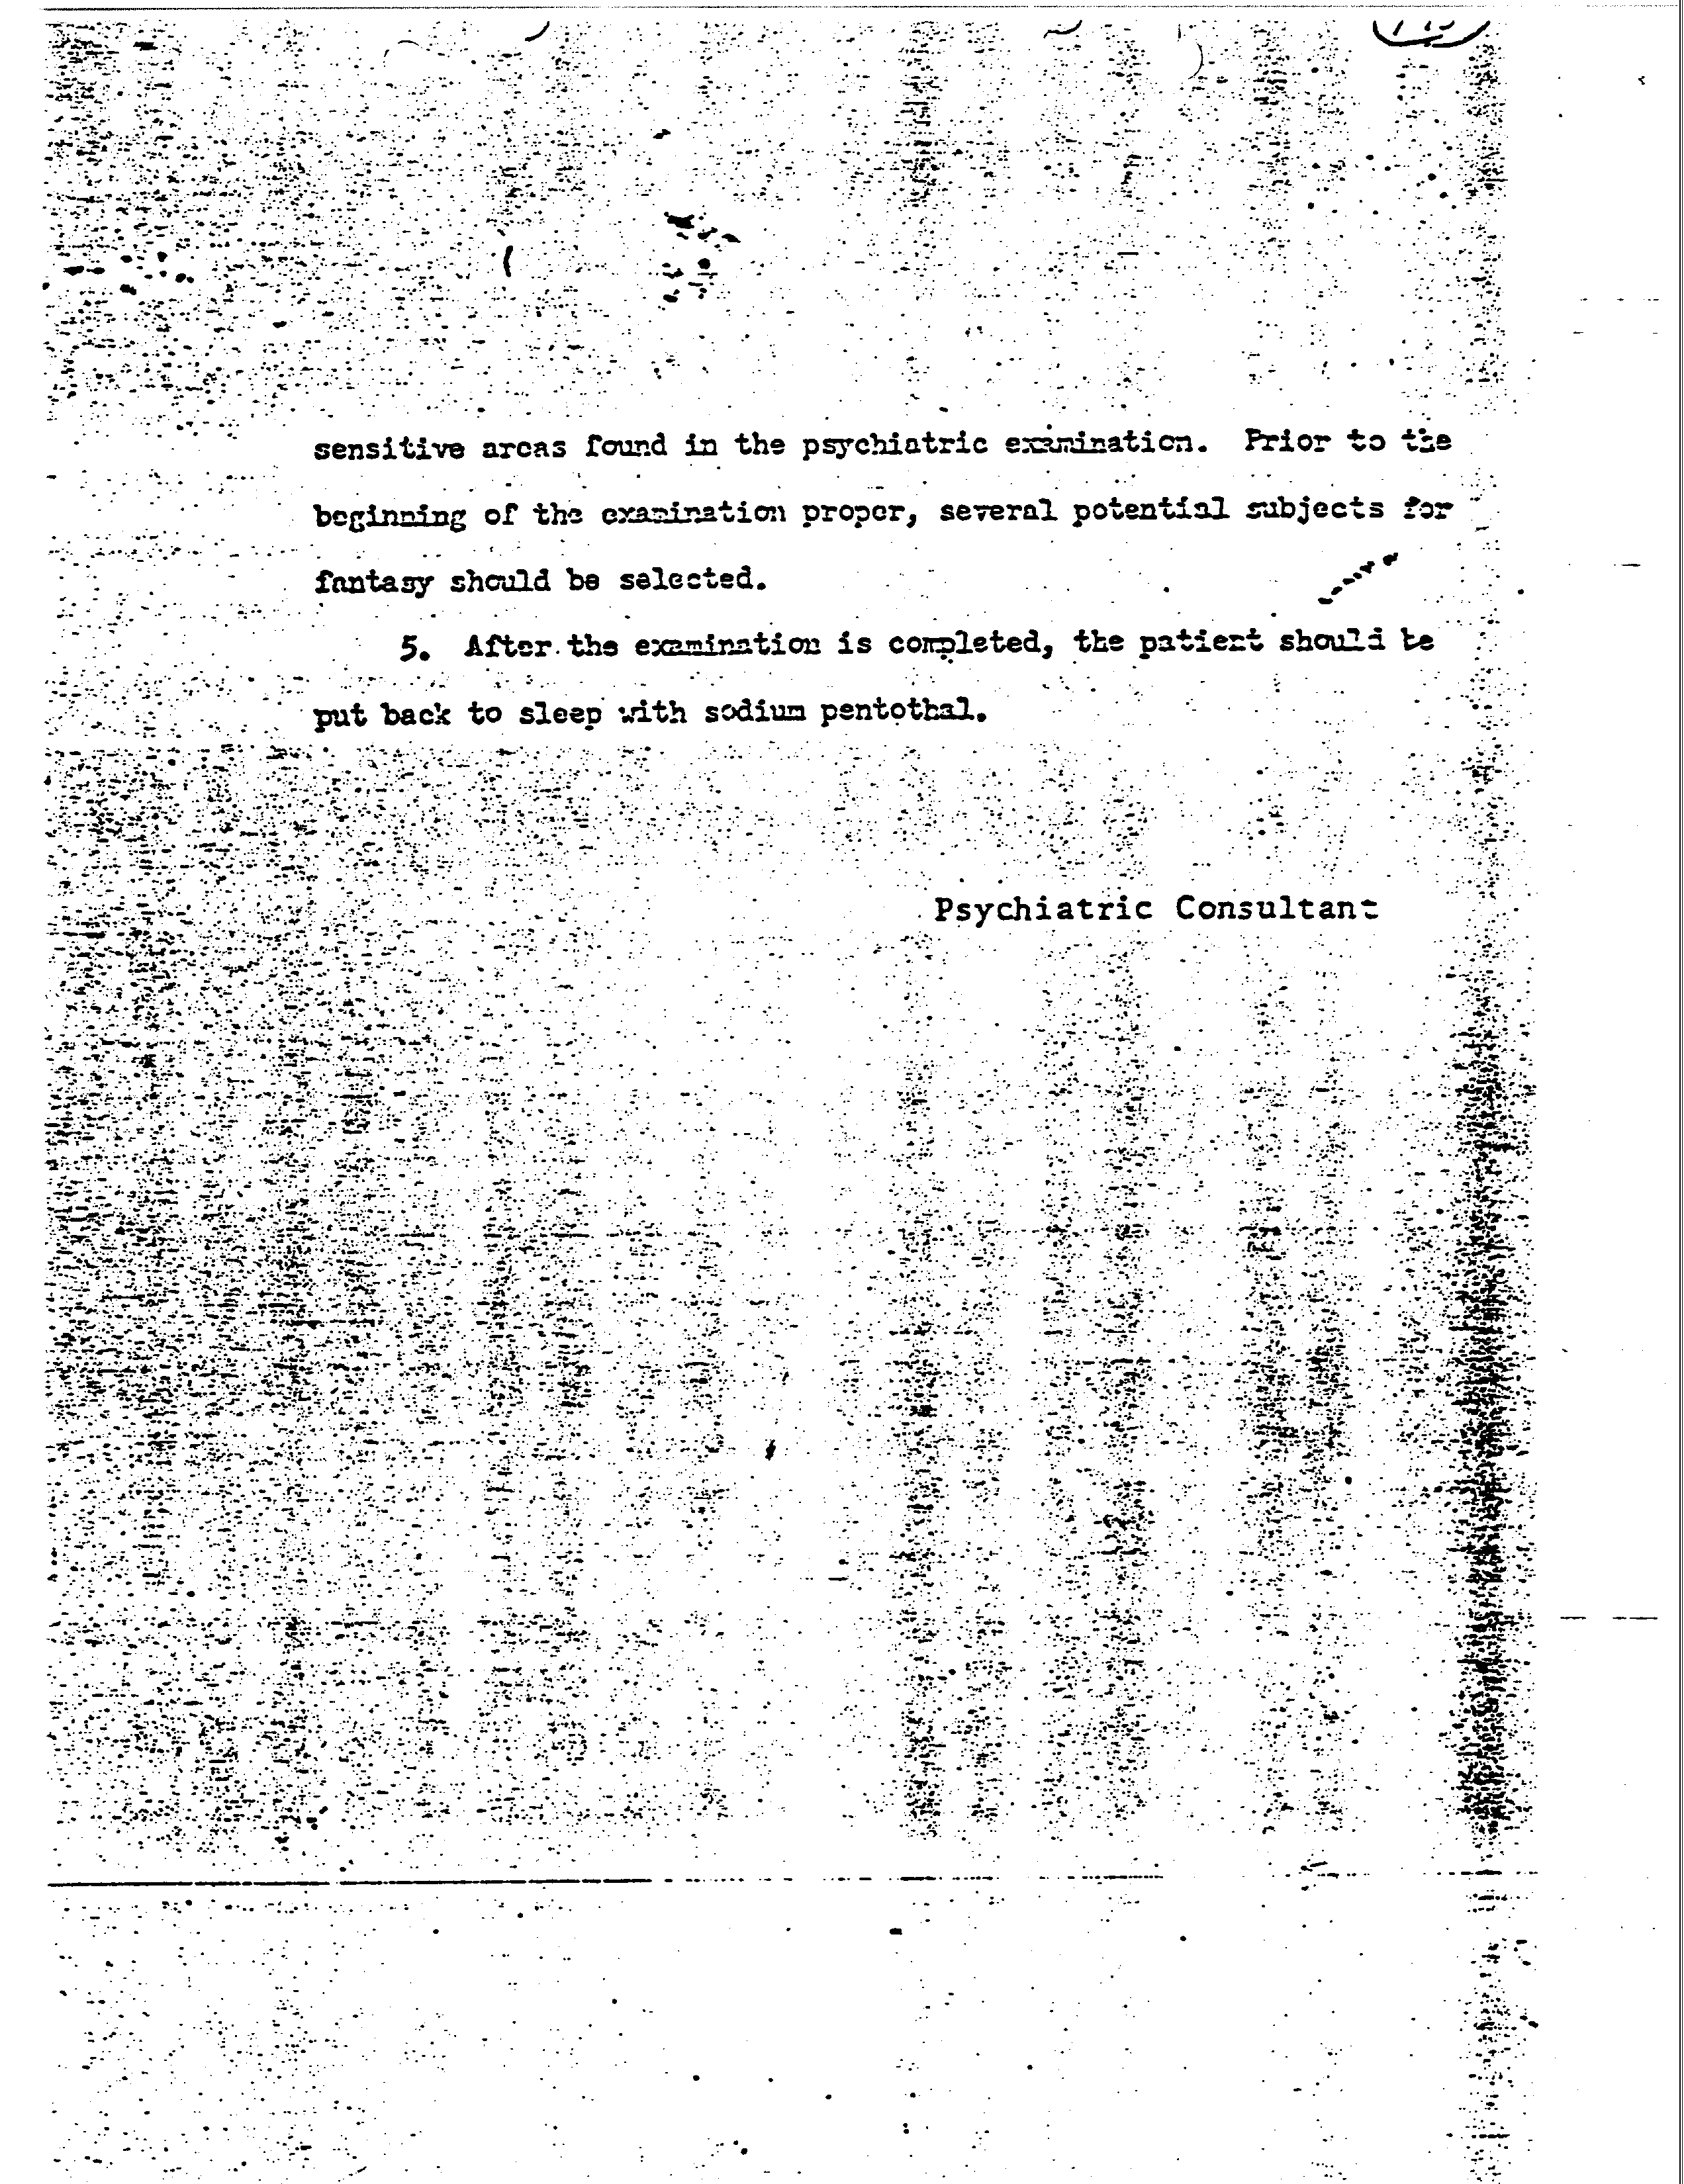 sensitive areas found in the psychiatric examination. Prior to the
beginning of the examination proper, several potential subjects for
fantasy should be selected.
5. After the examination is completed, the patient should be
put back to sleep with sodium pentothal.
Psychiatric Consultant